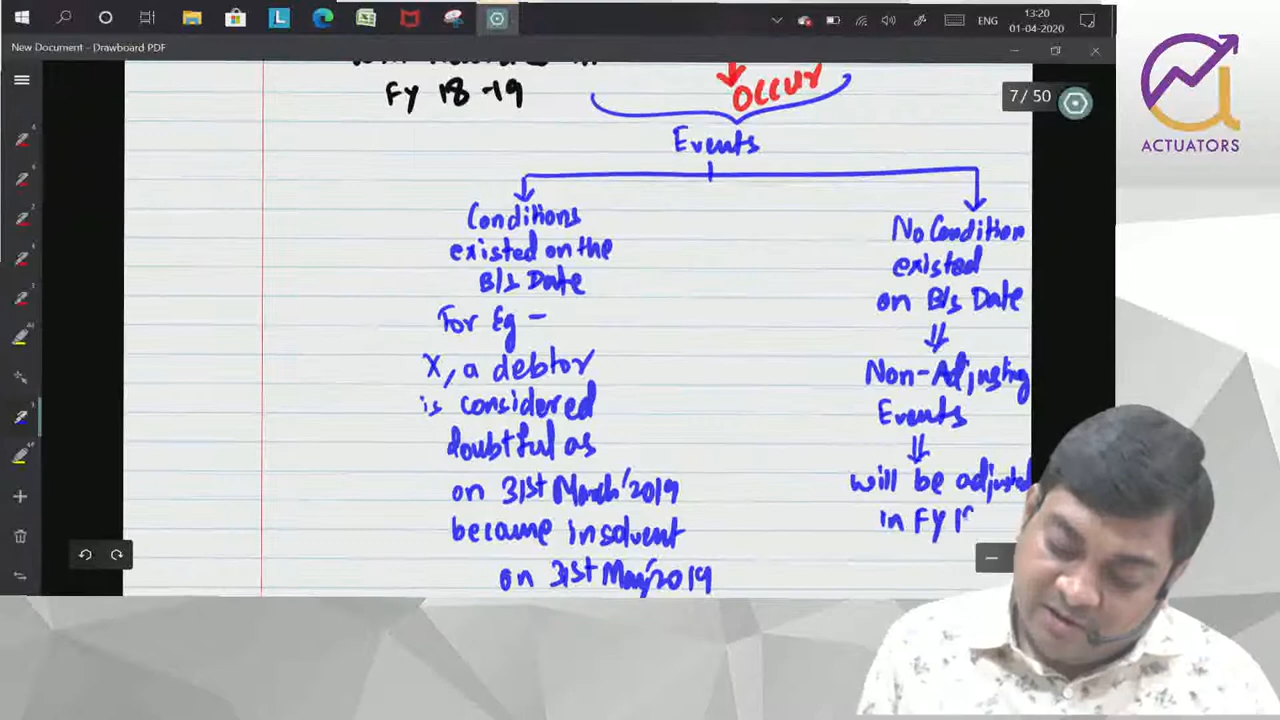 13:20
ENG
01-04-2020
New Document - Drawboard PDF
FY 18-19
Occur
7 / 50
Events
Conditions
existed on the
B/s Date
For Eg -
X, a debtor
is considered
doubtful as
on 31st March'2019
became insolvent
on 31st May'2019
No Condition
existed
on B/s Date
Non-Adjusting
Events
will be adjusted
in FY 1
ACTUATORS